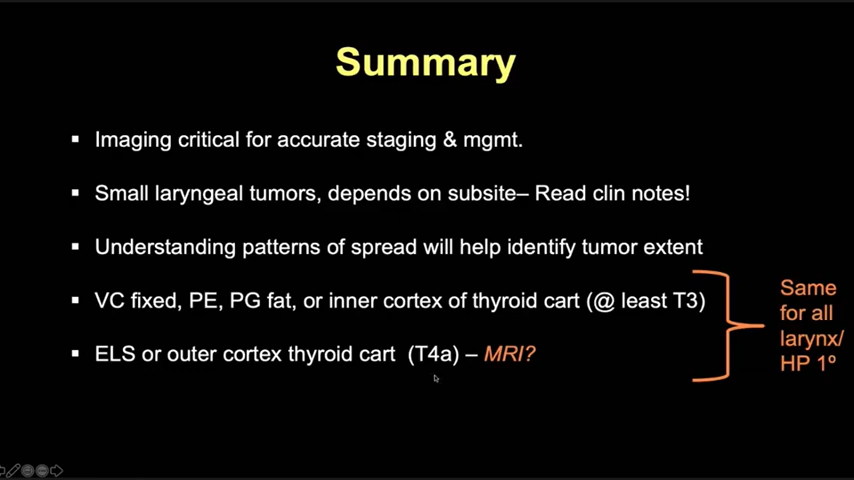 Summary
▪ Imaging critical for accurate staging & mgmt.
▪ Small laryngeal tumors, depends on subsite– Read clin notes!
▪ Understanding patterns of spread will help identify tumor extent
▪ VC fixed, PE, PG fat, or inner cortex of thyroid cart (@ least T3)
▪ ELS or outer cortex thyroid cart (T4a) – MRI?
Same
for all
larynx/
HP 1º